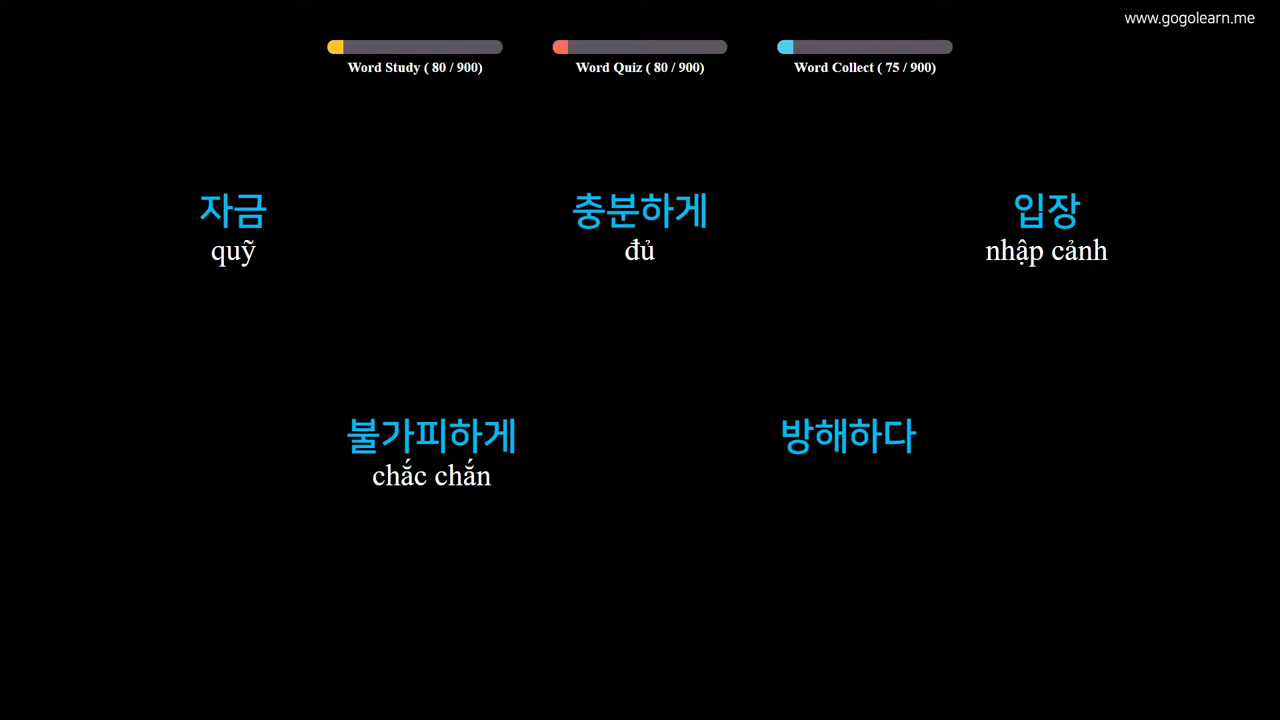 www.gogolearn.me
Word Study ( 80 / 900)
Word Quiz ( 80 / 900)
Word Collect ( 75 / 900)
자금
quỹ
충분하게
đủ
입장
nhập cảnh
불가피하게
chắc chắn
방해하다